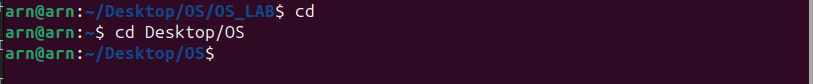 arn@arn:~/Desktop/OS/OS_LAB$ cd
arn@arn:~$ cd Desktop/OS
arn@arn:~/Desktop/OS$